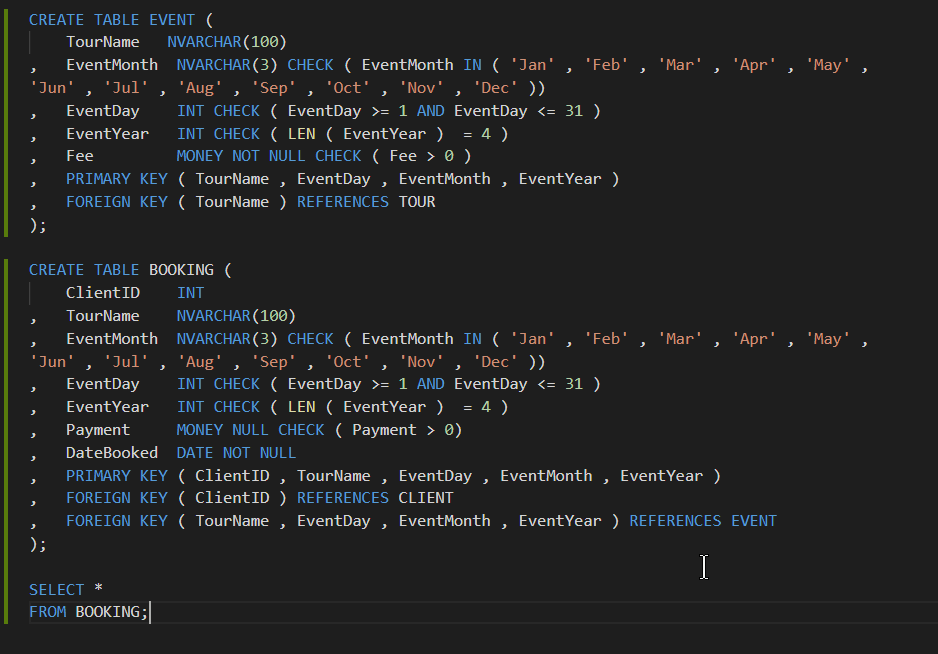 CREATE TABLE EVENT (
    TourName   NVARCHAR(100)
,   EventMonth  NVARCHAR(3) CHECK ( EventMonth IN ( 'Jan' , 'Feb' , 'Mar' , 'Apr' , 'May' ,
'Jun' , 'Jul' , 'Aug' , 'Sep' , 'Oct' , 'Nov' , 'Dec' ))
,   EventDay    INT CHECK ( EventDay >= 1 AND EventDay <= 31 )
,   EventYear   INT CHECK ( LEN ( EventYear )  = 4 )
,   Fee         MONEY NOT NULL CHECK ( Fee > 0 )
,   PRIMARY KEY ( TourName , EventDay , EventMonth , EventYear )
,   FOREIGN KEY ( TourName ) REFERENCES TOUR
);
CREATE TABLE BOOKING (
    ClientID    INT
,   TourName    NVARCHAR(100)
,   EventMonth  NVARCHAR(3) CHECK ( EventMonth IN ( 'Jan' , 'Feb' , 'Mar' , 'Apr' , 'May' ,
'Jun' , 'Jul' , 'Aug' , 'Sep' , 'Oct' , 'Nov' , 'Dec' ))
,   EventDay    INT CHECK ( EventDay >= 1 AND EventDay <= 31 )
,   EventYear   INT CHECK ( LEN ( EventYear )  = 4 )
,   Payment     MONEY NULL CHECK ( Payment > 0)
,   DateBooked  DATE NOT NULL
,   PRIMARY KEY ( ClientID , TourName , EventDay , EventMonth , EventYear )
,   FOREIGN KEY ( ClientID ) REFERENCES CLIENT
,   FOREIGN KEY ( TourName , EventDay , EventMonth , EventYear ) REFERENCES EVENT
);
SELECT *
FROM BOOKING;